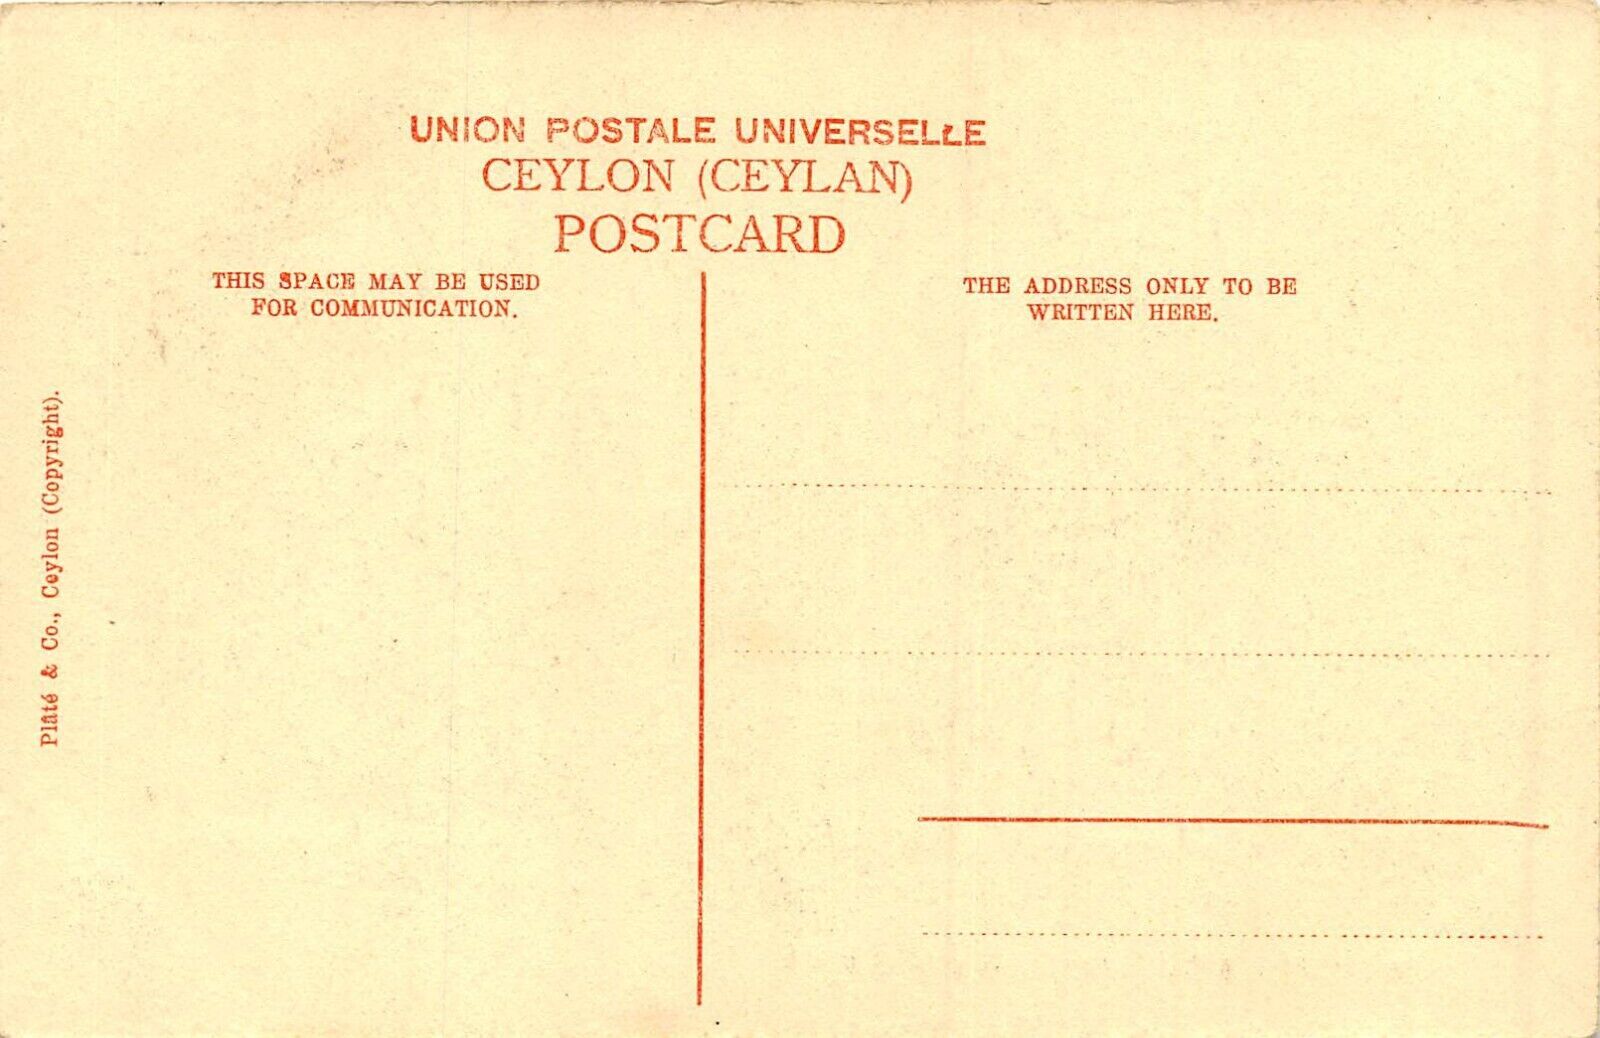 UNION POSTALE UNIVERSELLE
CEYLON (CEYLAN)
POSTCARD
THIS SPACE MAY BE USED
FOR COMMUNICATION.
THE ADDRESS ONLY TO BE
WRITTEN HERE.
Plâté & Co., Ceylon (Copyright).